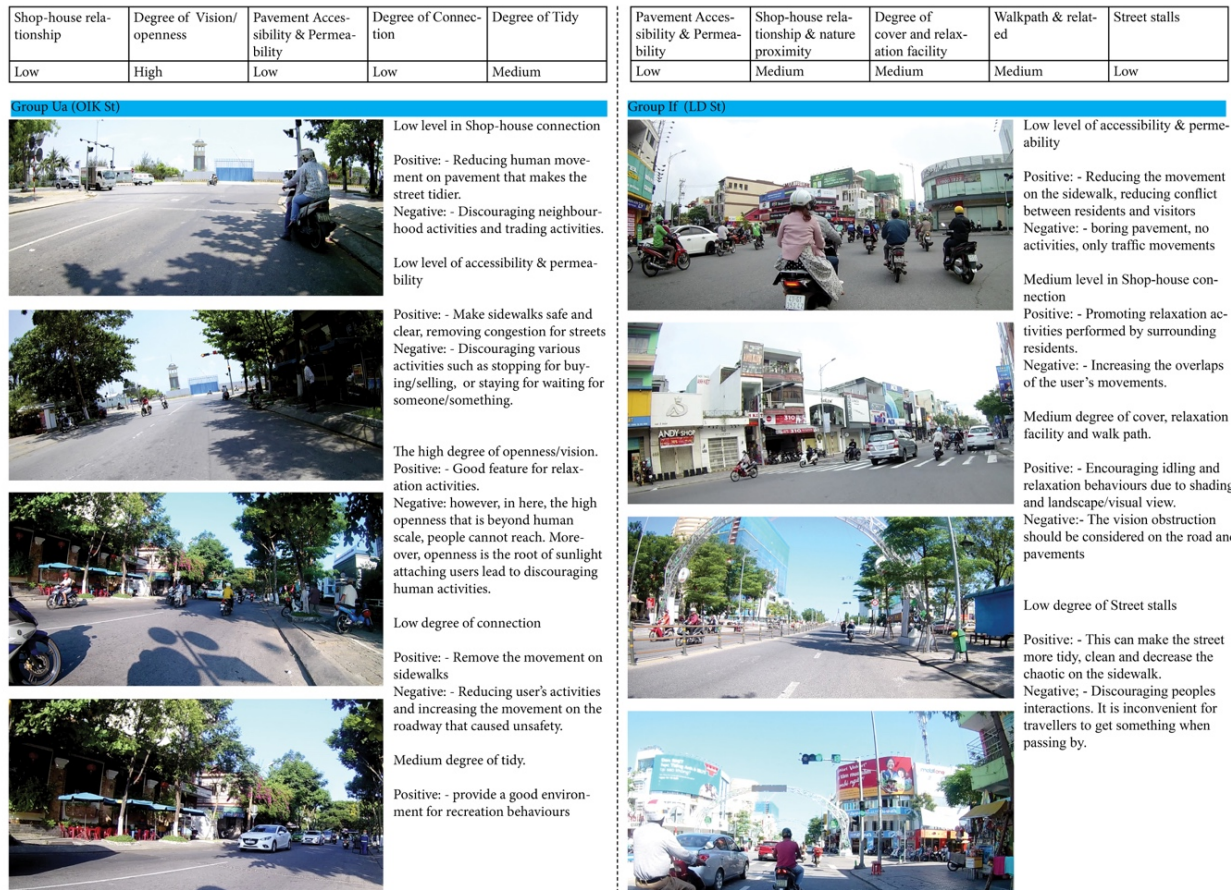 Shop-house rela-
tionship
Degree of Vision/
openness
Pavement Acces-
sibility & Permea-
bility
Degree of Connec-
tion
Degree of Tidy
Low
High
Low
Low
Medium
Group Ua (OIK St)
Low level in Shop-house connection
Positive: - Reducing human move-
ment on pavement that makes the
street tidier.
Negative: - Discouraging neighbour-
hood activities and trading activities.
Low level of accessibility & permea-
bility
Positive: - Make sidewalks safe and
clear, removing congestion for streets
Negative: - Discouraging various
activities such as stopping for buy-
ing/selling, or staying for waiting for
someone/something.
The high degree of openness/vision.
Positive: - Good feature for relax-
ation activities.
Negative: however, in here, the high
openness that is beyond human
scale, people cannot reach. More-
over, openness is the root of sunlight
attaching users lead to discouraging
human activities.
Low degree of connection
Positive: - Remove the movement on
sidewalks
Negative: - Reducing user's activities
and increasing the movement on the
roadway that caused unsafety.
Medium degree of tidy.
Positive: - provide a good environ-
ment for recreation behaviours
Pavement Acces-
sibility & Permea-
bility
Shop-house rela-
tionship & nature
proximity
Degree of
cover and relax-
ation facility
Walkpath & relat-
ed
Street stalls
Low
Medium
Medium
Medium
Low
Group If (LD St)
Low level of accessibility & perme-
ability
Positive: - Reducing the movement
on the sidewalk, reducing conflict
between residents and visitors
Negative: - boring pavement, no
activities, only traffic movements
Medium level in Shop-house con-
nection
Positive: - Promoting relaxation ac-
tivities performed by surrounding
residents.
Negative: - Increasing the overlaps
of the user's movements.
Medium degree of cover, relaxation
facility and walk path.
Positive: - Encouraging idling and
relaxation behaviours due to shading
and landscape/visual view.
Negative:- The vision obstruction
should be considered on the road and
pavements
Low degree of Street stalls
Positive: - This can make the street
more tidy, clean and decrease the
chaotic on the sidewalk.
Negative; - Discouraging peoples
interactions. It is inconvenient for
travellers to get something when
passing by.
ANDY SHOP
310